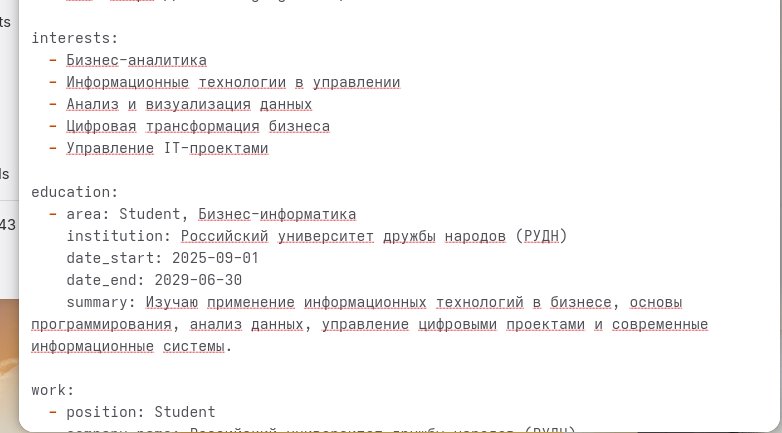 interests:
- Бизнес-аналитика
- Информационные технологии в управлении
- Анализ и визуализация данных
- Цифровая трансформация бизнеса
- Управление IT-проектами
education:
- area: Student, Бизнес-информатика
institution: Российский университет дружбы народов (РУДН)
date_start: 2025-09-01
date_end: 2029-06-30
summary: Изучаю применение информационных технологий в бизнесе, основы
программирования, анализ данных, управление цифровыми проектами и современные
информационные системы.
work:
- position: Student
43